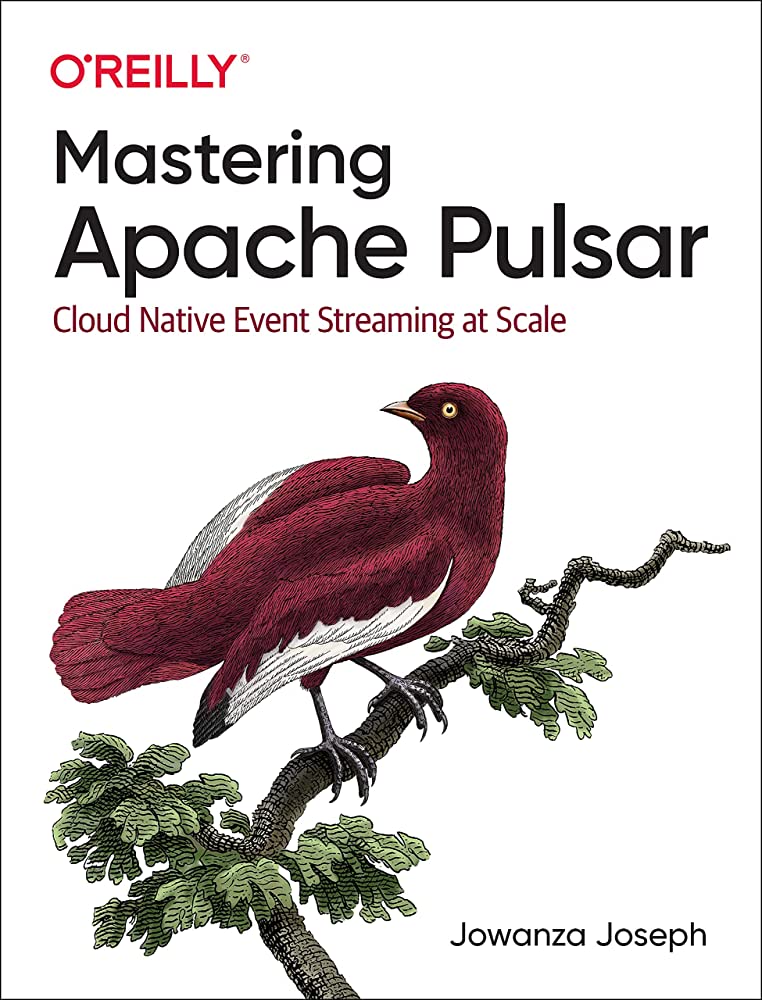 O'REILLY®
Mastering
Apache Pulsar
Cloud Native Event Streaming at Scale
Jowanza Joseph